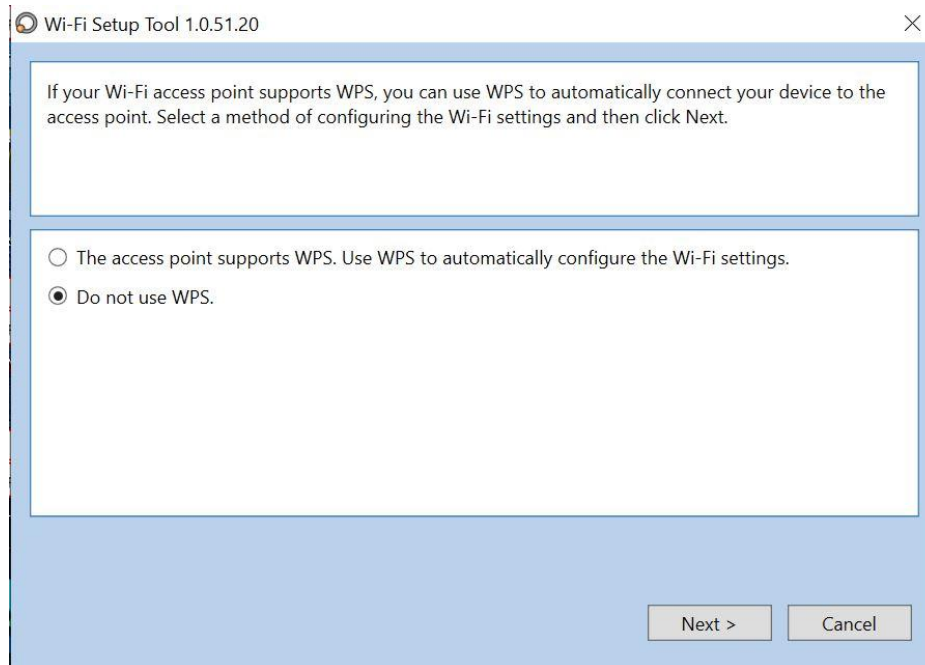 Wi-Fi Setup Tool 1.0.51.20
If your Wi-Fi access point supports WPS, you can use WPS to automatically connect your device to the
access point. Select a method of configuring the Wi-Fi settings and then click Next.
The access point supports WPS. Use WPS to automatically configure the Wi-Fi settings.
Do not use WPS.
Next >
Cancel